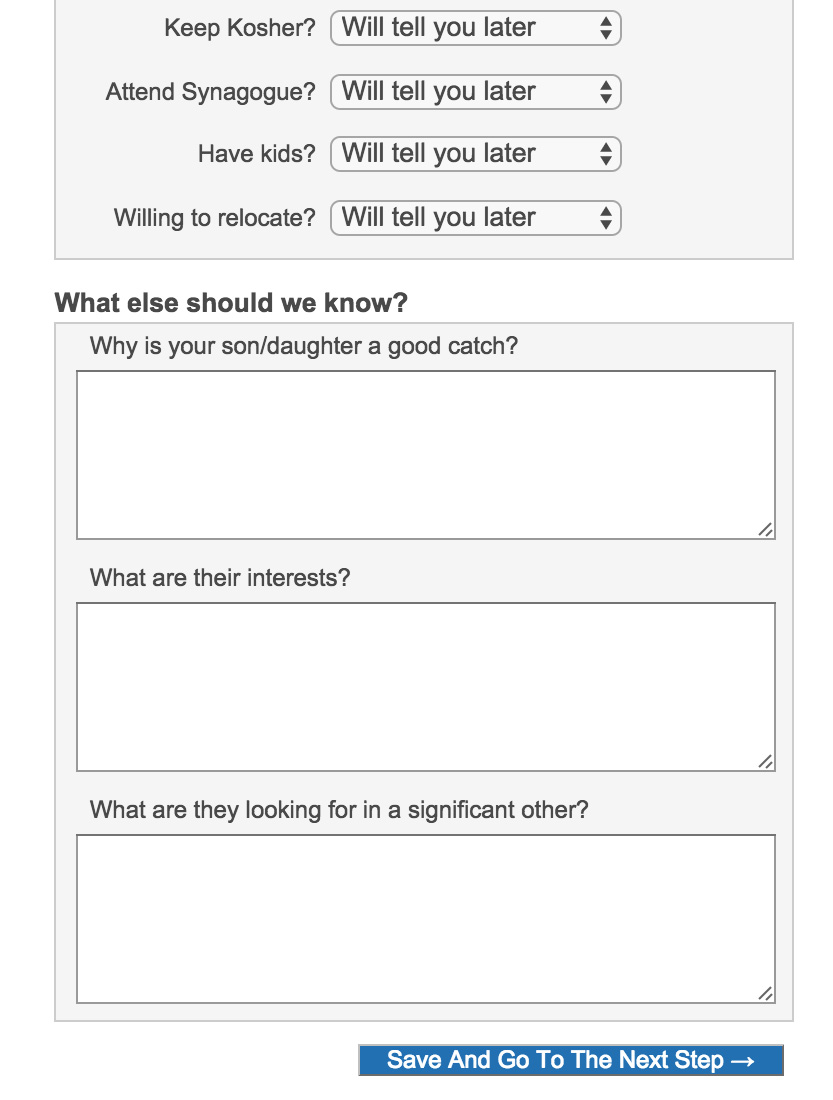 Keep Kosher? Will tell you later
Attend Synagogue? Will tell you later
Have kids? Will tell you later
Willing to relocate? Will tell you later
What else should we know?
Why is your son/daughter a good catch?
What are their interests?
What are they looking for in a significant other?
Save And Go To The Next Step →